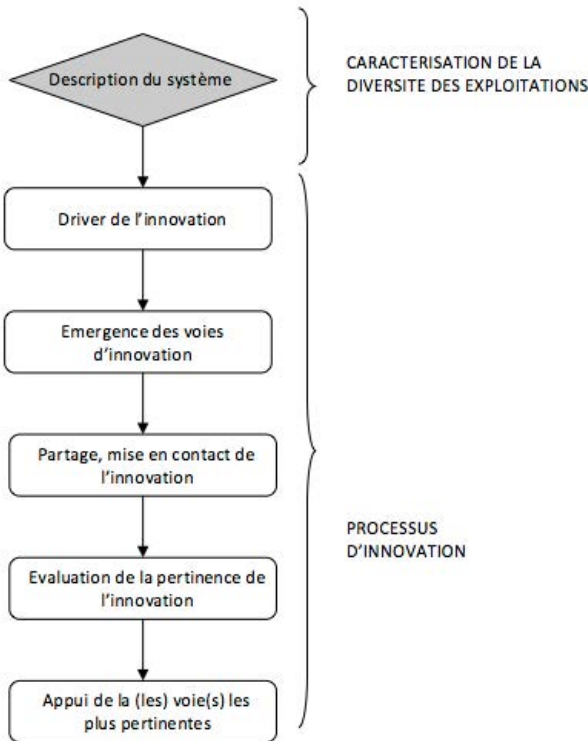 Description du système
CARACTERISATION DE LA
DIVERSITE DES EXPLOITATIONS
Driver de l'innovation
Emergence des voies
d'innovation
Partage, mise en contact de
l'innovation
Evaluation de la pertinence de
l'innovation
Appui de la (les) voie(s) les
plus pertinentes
PROCESSUS
D'INNOVATION